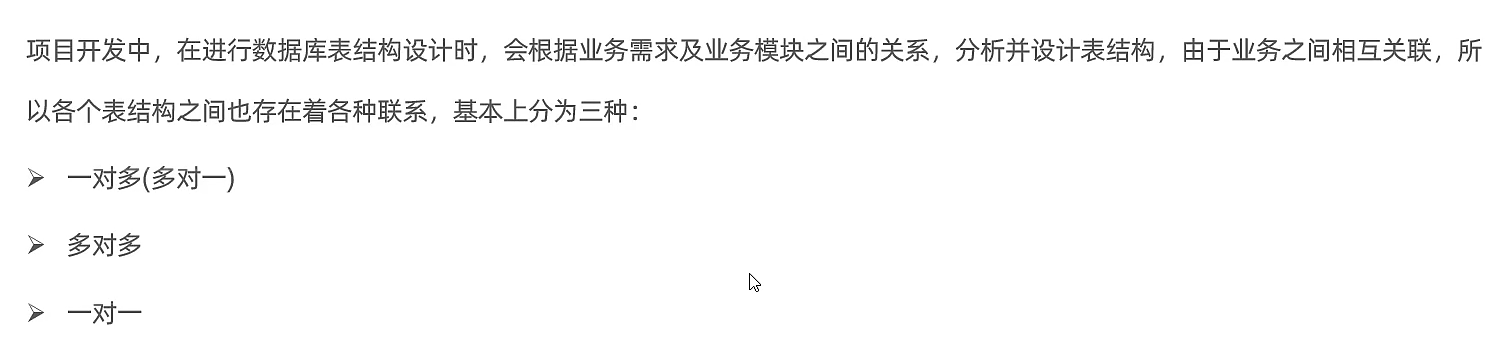 项目开发中，在进行数据库表结构设计时，会根据业务需求及业务模块之间的关系，分析并设计表结构，由于业务之间相互关联，所
以各个表结构之间也存在着各种联系，基本上分为三种：
➢ 一对多(多对一)
➢ 多对多
➢ 一对一